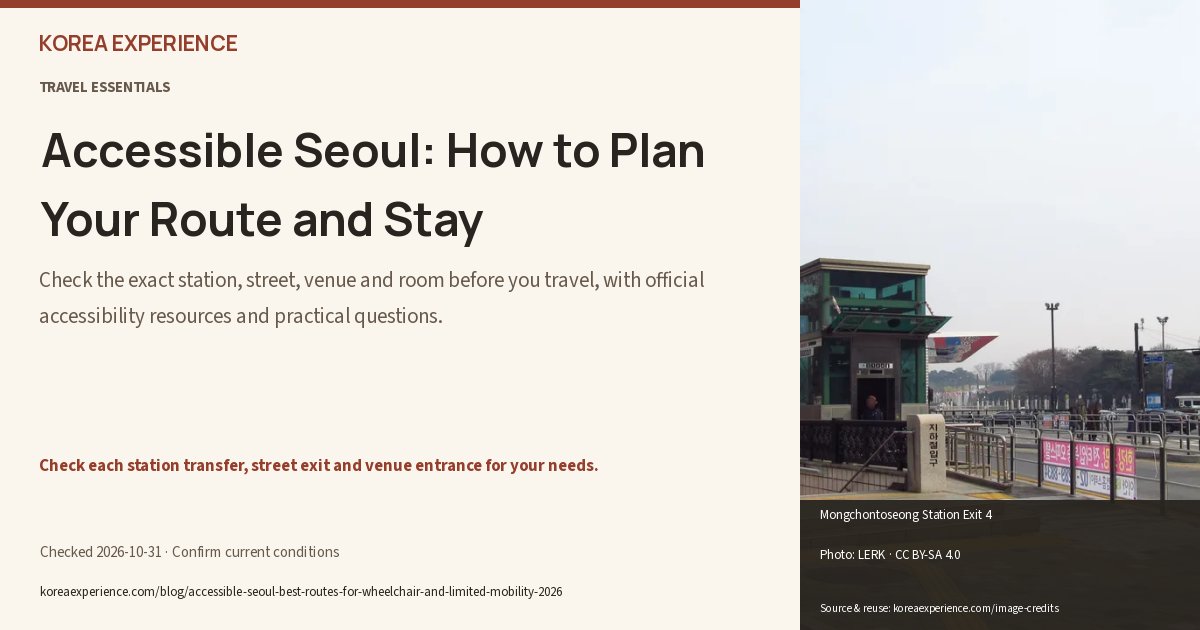 KOREA EXPERIENCE
TRAVEL ESSENTIALS
Accessible Seoul: How to Plan
Your Route and Stay
Check the exact station, street, venue and room before you travel, with official
accessibility resources and practical questions.
Check each station transfer, street exit and venue entrance for your needs.
Checked 2026-10-31 · Confirm current conditions
koreaexperience.com/blog/accessible-seoul-best-routes-for-wheelchair-and-limited-mobility-2026
지하철입구
Mongchontoseong Station Exit 4
Photo: LERK · CC BY-SA 4.0
Source & reuse: koreaexperience.com/image-credits